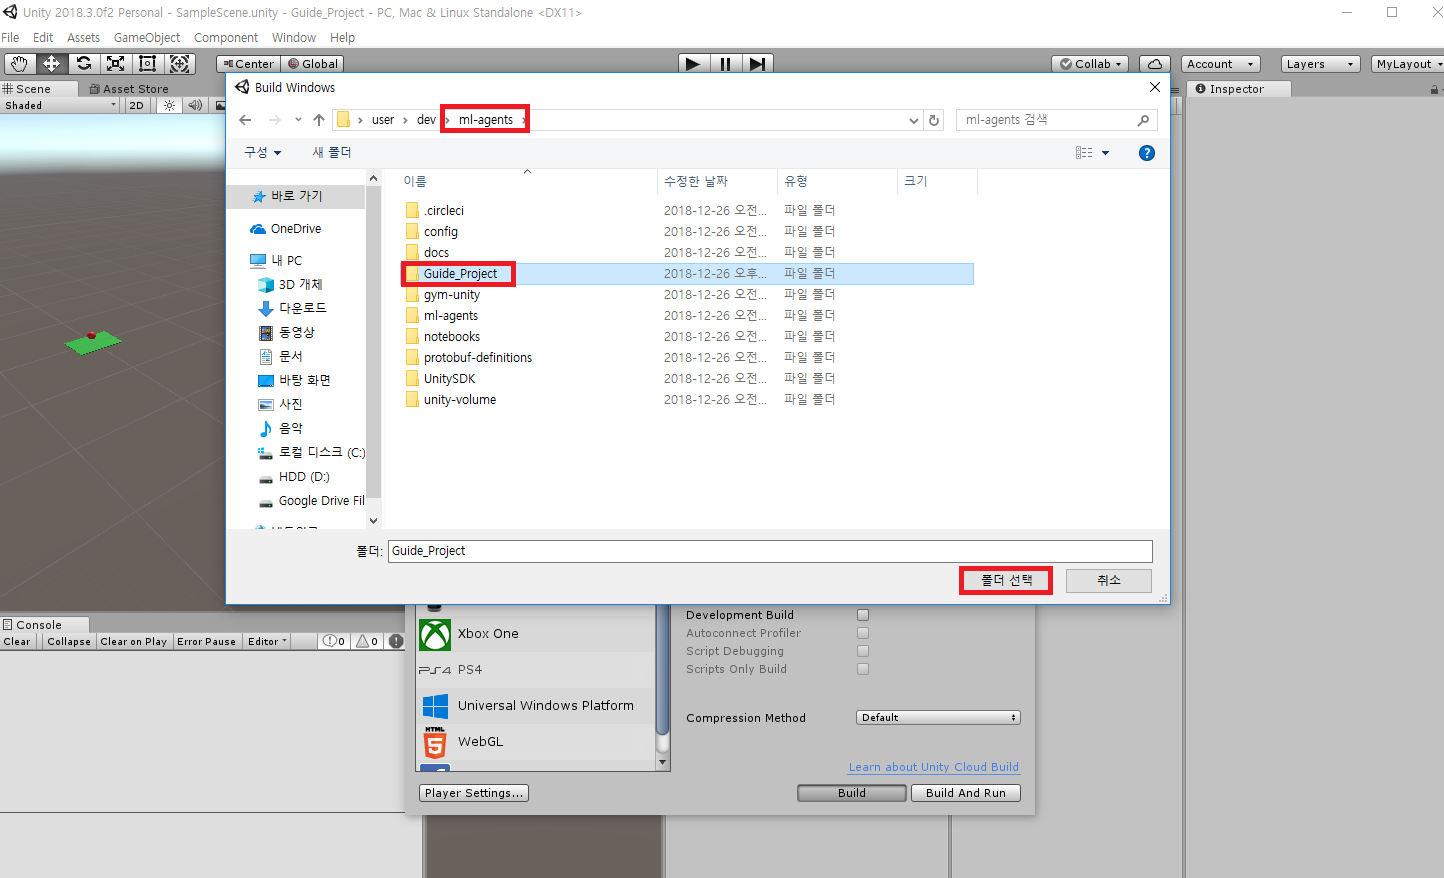 Unity 2018.3.0f2 Personal - SampleScene.unity - Guide_Project - PC, Mac & Linux Standalone <DX11>
File Edit Assets GameObject Component Window Help
Center Global Collab Account Layers MyLayout
Scene Asset Store Inspector
Shaded 2D
Build Windows
user dev ml-agents ml-agents 검색
구성 새 폴더
이름 수정한 날짜 유형 크기
바로 가기
OneDrive
내 PC
3D 개체
다운로드
동영상
문서
바탕 화면
사진
음악
로컬 디스크 (C:)
HDD (D:)
Google Drive Fil
.circleci 2018-12-26 오전... 파일 폴더
config 2018-12-26 오전... 파일 폴더
docs 2018-12-26 오전... 파일 폴더
Guide_Project 2018-12-26 오후... 파일 폴더
gym-unity 2018-12-26 오전... 파일 폴더
ml-agents 2018-12-26 오전... 파일 폴더
notebooks 2018-12-26 오전... 파일 폴더
protobuf-definitions 2018-12-26 오전... 파일 폴더
UnitySDK 2018-12-26 오전... 파일 폴더
unity-volume 2018-12-26 오전... 파일 폴더
폴더: Guide_Project
폴더 선택 취소
Console
Clear Collapse Clear on Play Error Pause Editor 0 0
Xbox One
PS4 PS4
Universal Windows Platform
HTML
5 WebGL
Development Build
Autoconnect Profiler
Script Debugging
Scripts Only Build
Compression Method Default
Learn about Unity Cloud Build
Player Settings... Build Build And Run